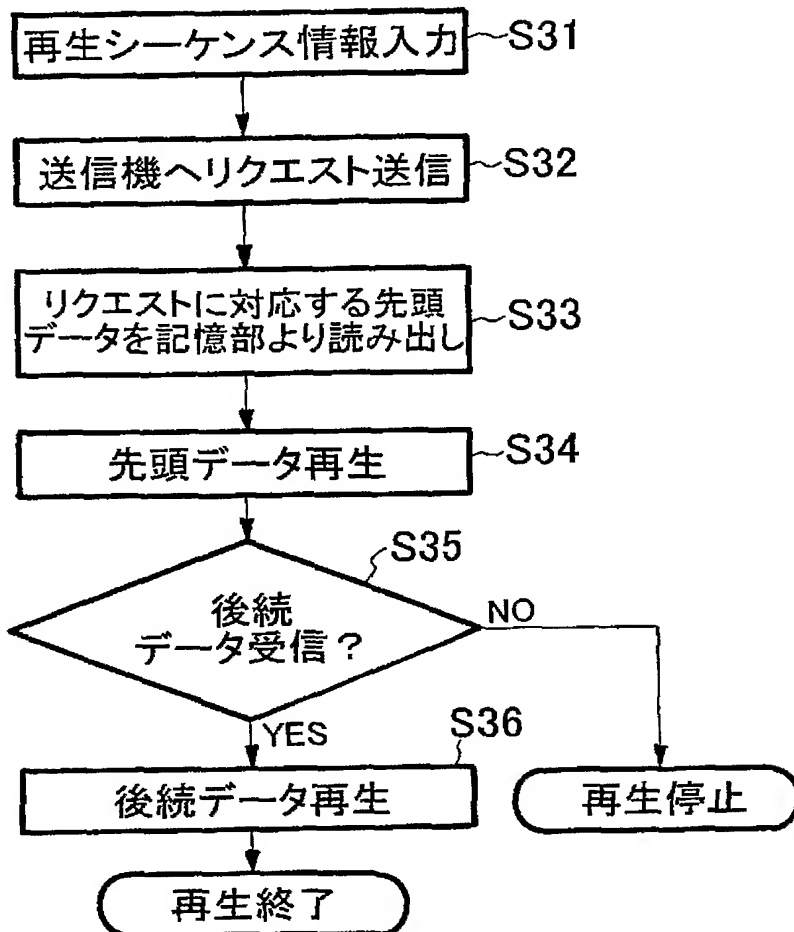 再生シーケンス情報入力 S31
送信機へリクエスト送信 S32
リクエストに対応する先頭
データを記憶部より読み出し S33
先頭データ再生 S34
S35
後続
データ受信?
NO
YES
S36
後続データ再生
再生停止
再生終了